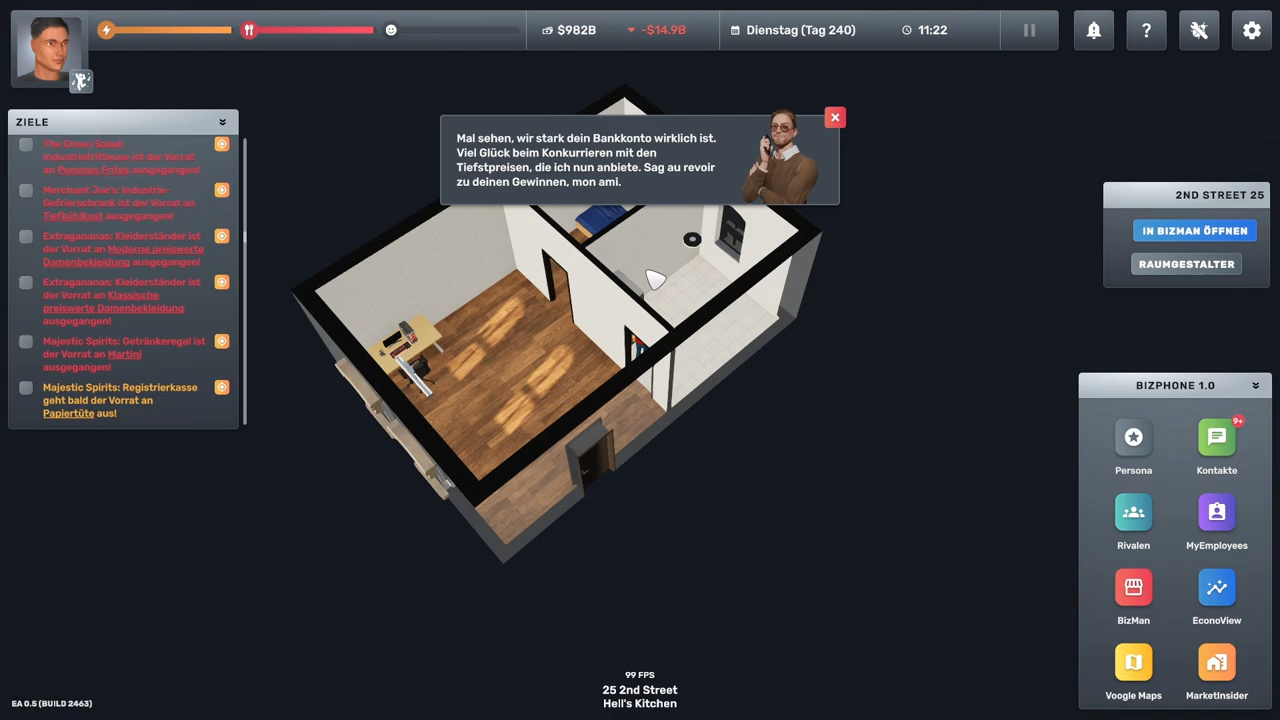 $982B
-$14.9B
Dienstag (Tag 240)
11:22
?
ZIELE
The Green Salad:
Industriefritteuse ist der Vorrat
an Pommes Frites ausgegangen!
Merchant Joe's: Industrie-
Gefrierschrank ist der Vorrat an
Tiefkühlkost ausgegangen!
Extragananas: Kleiderständer ist
der Vorrat an Moderne preiswerte
Damenbekleidung ausgegangen!
Extragananas: Kleiderständer ist
der Vorrat an Klassische
preiswerte Damenbekleidung
ausgegangen!
Majestic Spirits: Getränkeregal ist
der Vorrat an Martini
ausgegangen!
Majestic Spirits: Registrierkasse
geht bald der Vorrat an
Papiertüte aus!
Mal sehen, wir stark dein Bankkonto wirklich ist.
Viel Glück beim Konkurrieren mit den
Tiefstpreisen, die ich nun anbiete. Sag au revoir
zu deinen Gewinnen, mon ami.
2ND STREET 25
IN BIZMAN ÖFFNEN
RAUMGESTALTER
BIZPHONE 1.0
9+
Persona
Kontakte
Rivalen
MyEmployees
BizMan
EconoView
Voogle Maps
MarketInsider
99 FPS
25 2nd Street
Hell's Kitchen
EA 0.5 (BUILD 2463)